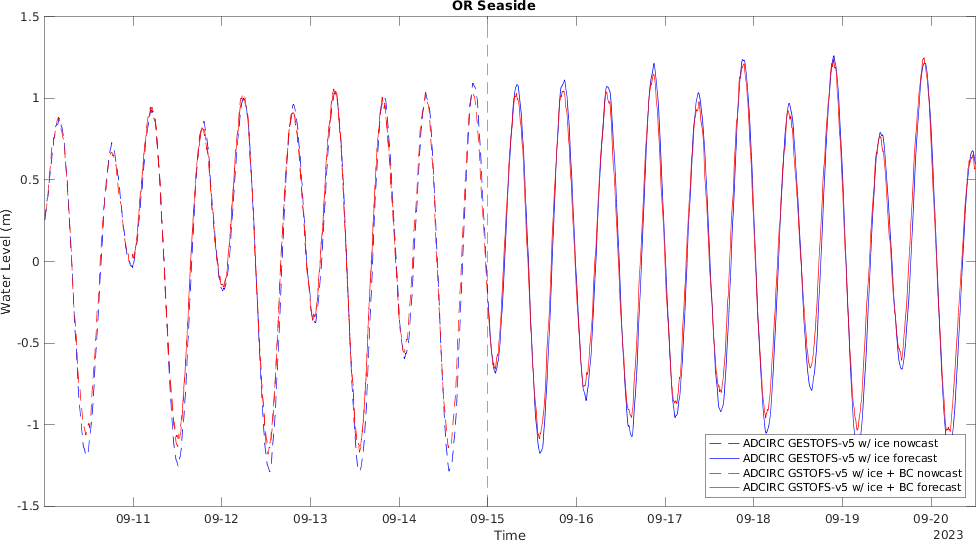 OR Seaside
1.5
1
0.5
0
-0.5
-1
-1.5
Water Level (m)
09-11 09-12 09-13 09-14 09-15 09-16 09-17 09-18 09-19 09-20
Time
2023
ADCIRC GESTOFS-v5 w/ ice nowcast
ADCIRC GESTOFS-v5 w/ ice forecast
ADCIRC GSTOFS-v5 w/ ice + BC nowcast
ADCIRC GSTOFS-v5 w/ ice + BC forecast